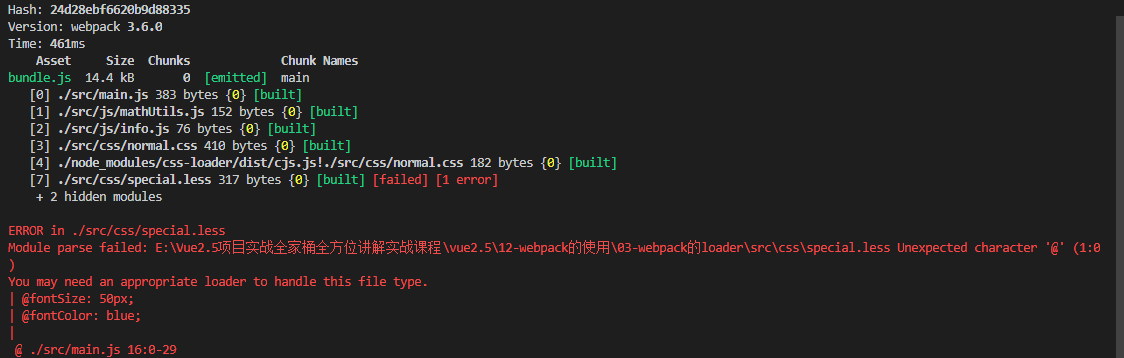 Hash: 24d28ebf6620b9d88335
Version: webpack 3.6.0
Time: 461ms
    Asset     Size  Chunks             Chunk Names
bundle.js  14.4 kB       0  [emitted]  main
   [0] ./src/main.js 383 bytes {0} [built]
   [1] ./src/js/mathUtils.js 152 bytes {0} [built]
   [2] ./src/js/info.js 76 bytes {0} [built]
   [3] ./src/css/normal.css 410 bytes {0} [built]
   [4] ./node_modules/css-loader/dist/cjs.js!./src/css/normal.css 182 bytes {0} [built]
   [7] ./src/css/special.less 317 bytes {0} [built] [failed] [1 error]
    + 2 hidden modules

ERROR in ./src/css/special.less
Module parse failed: E:\Vue2.5项目实战全家桶全方位讲解实战课程\vue2.5\12-webpack的使用\03-webpack的loader\src\css\special.less Unexpected character '@' (1:0
)
You may need an appropriate loader to handle this file type.
| @fontSize: 50px;
| @fontColor: blue;
|
 @ ./src/main.js 16:0-29